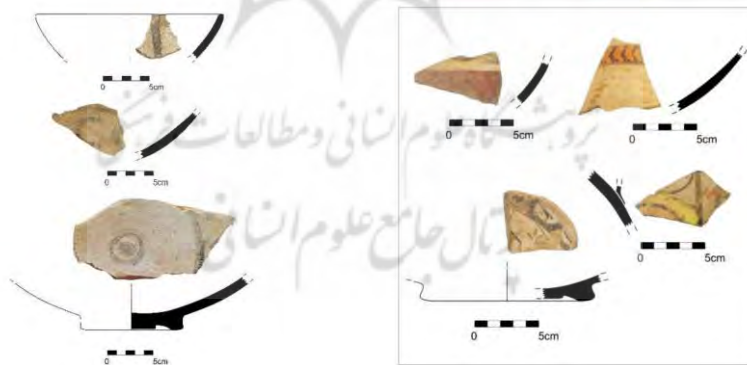 0 5cm
0 5cm
0 5cm
0 5cm
0 5cm
0 5cm
0 5cm
پژوهشگاه علوم انسانی و مطالعات فرهنگی
پرتال جامع علوم انسانی